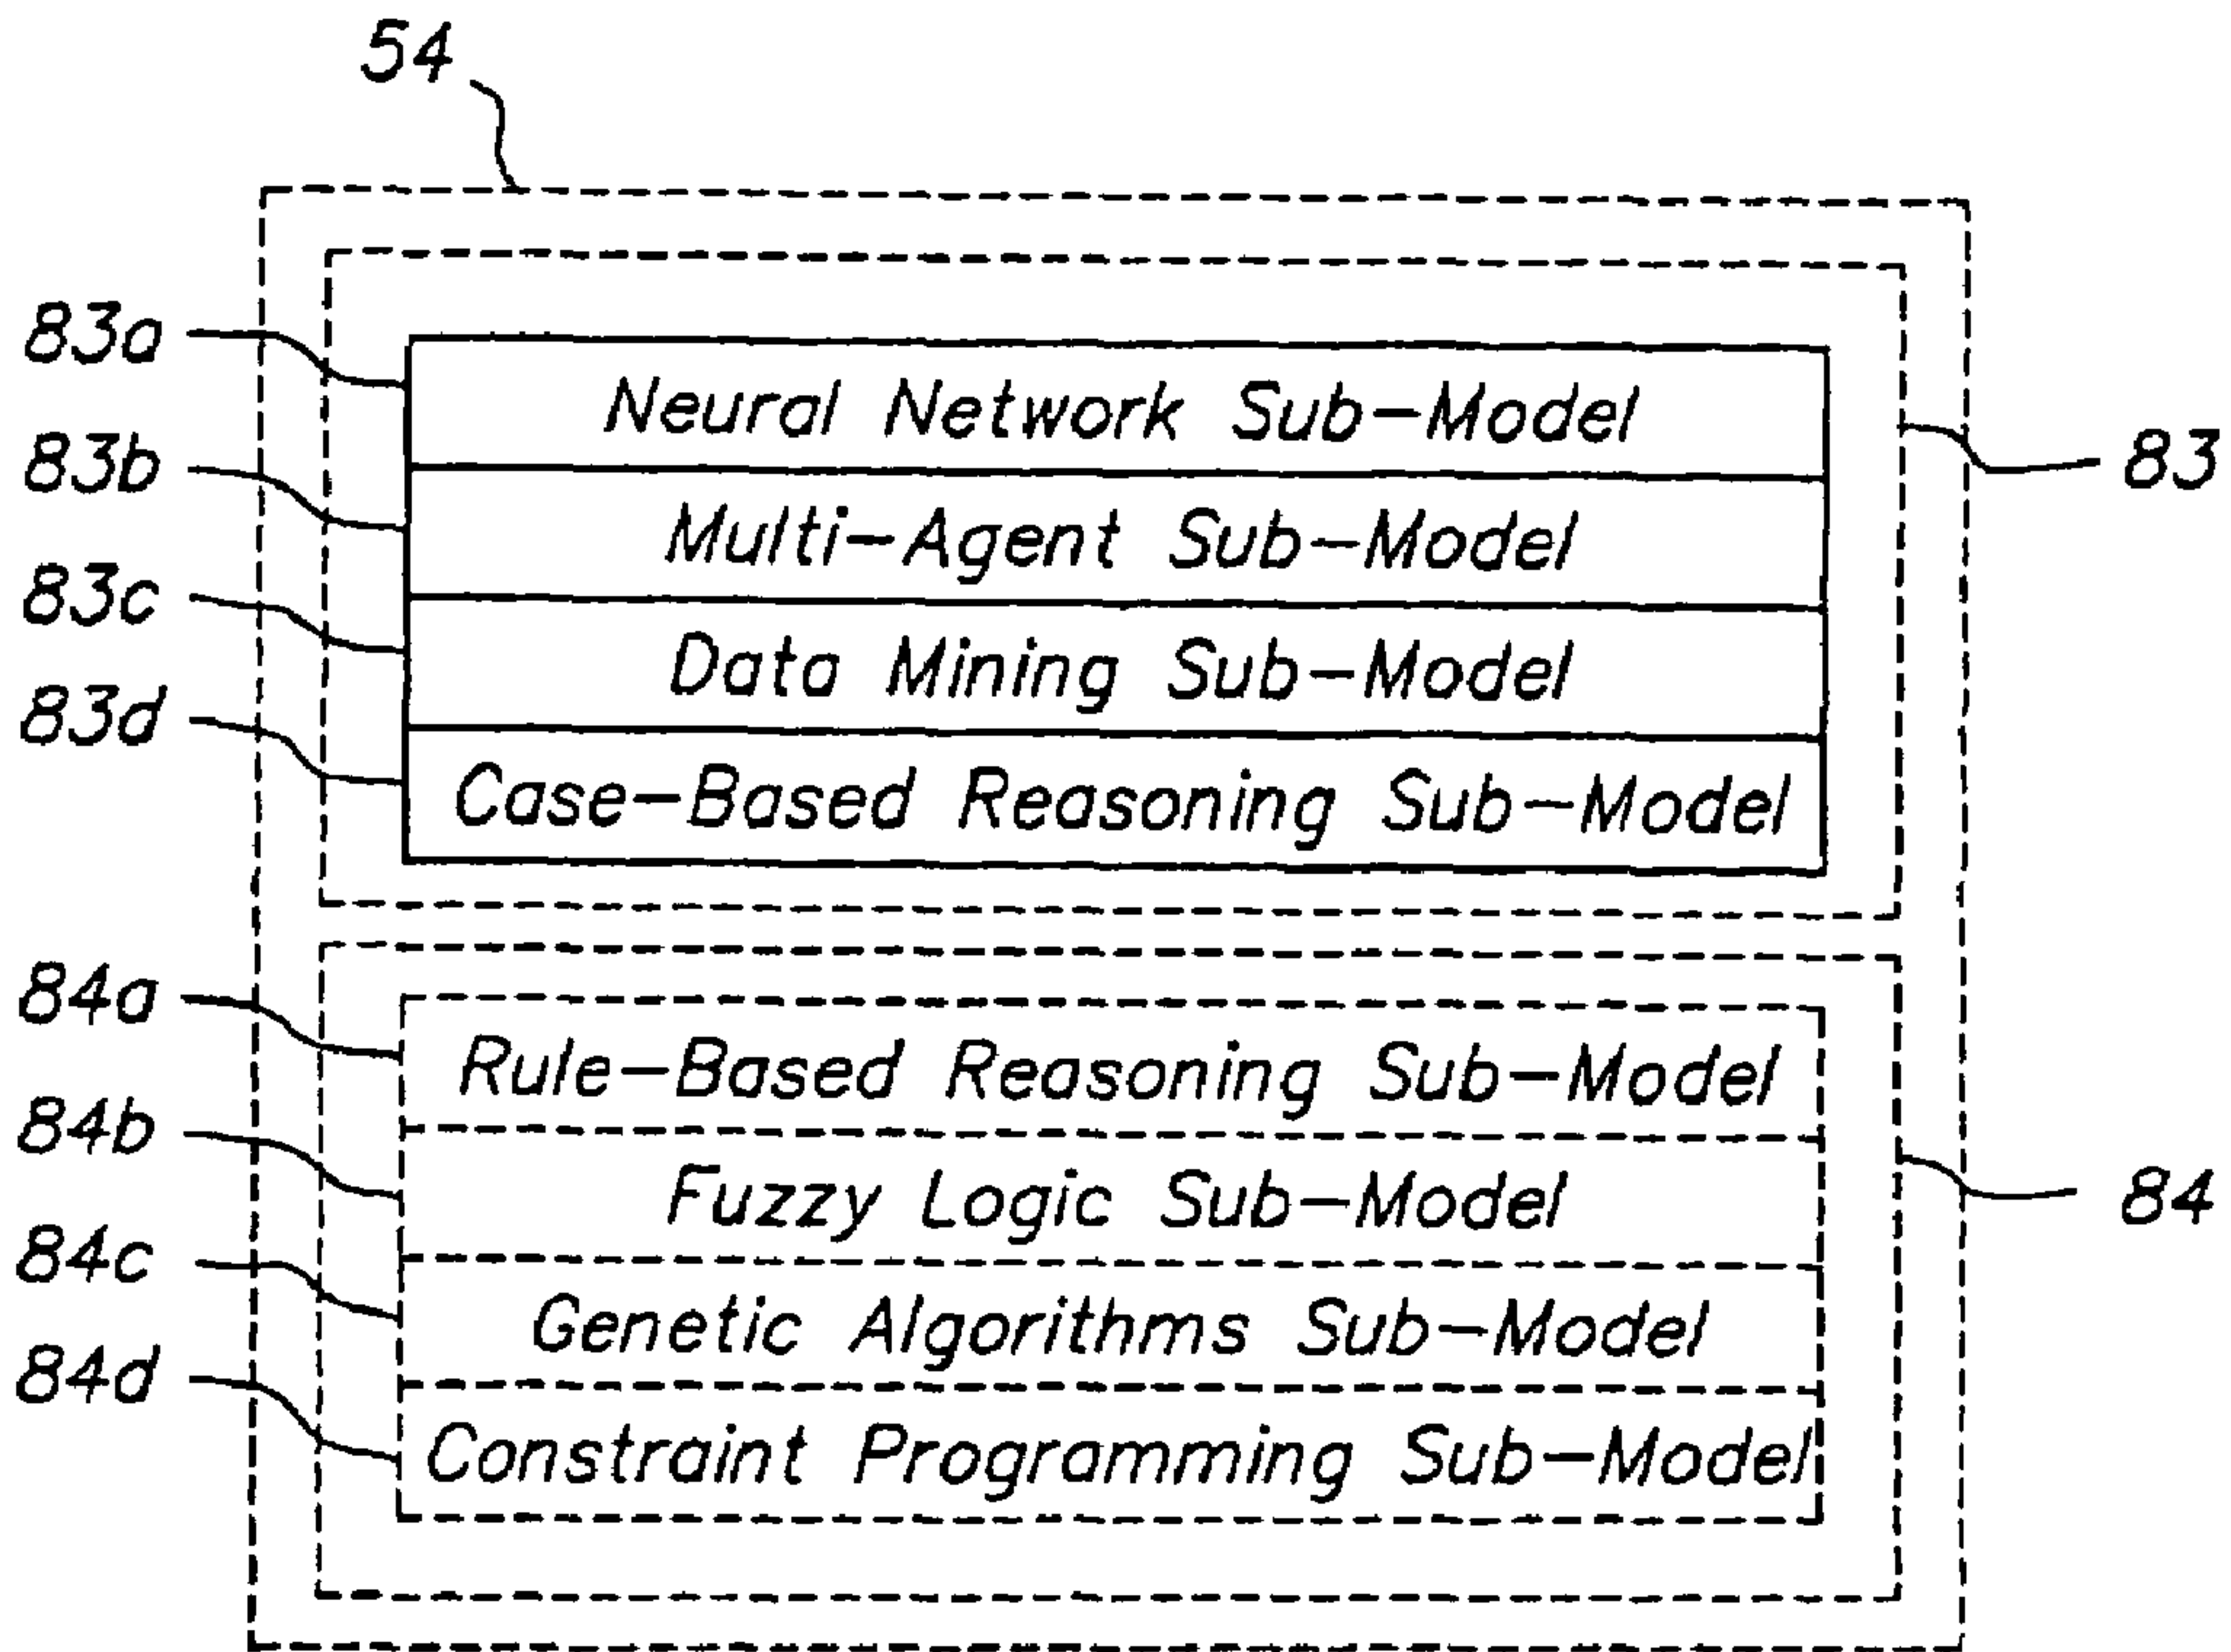 54
83a
Neural Network Sub-Model
83b
Multi-Agent Sub-Model
83
83c
Data Mining Sub-Model
83d
Case-Based Reasoning Sub-Model
84a
Rule-Based Reasoning Sub-Model
84b
Fuzzy Logic Sub-Model
84
84c
Genetic Algorithms Sub-Model
84d
Constraint Programming Sub-Model